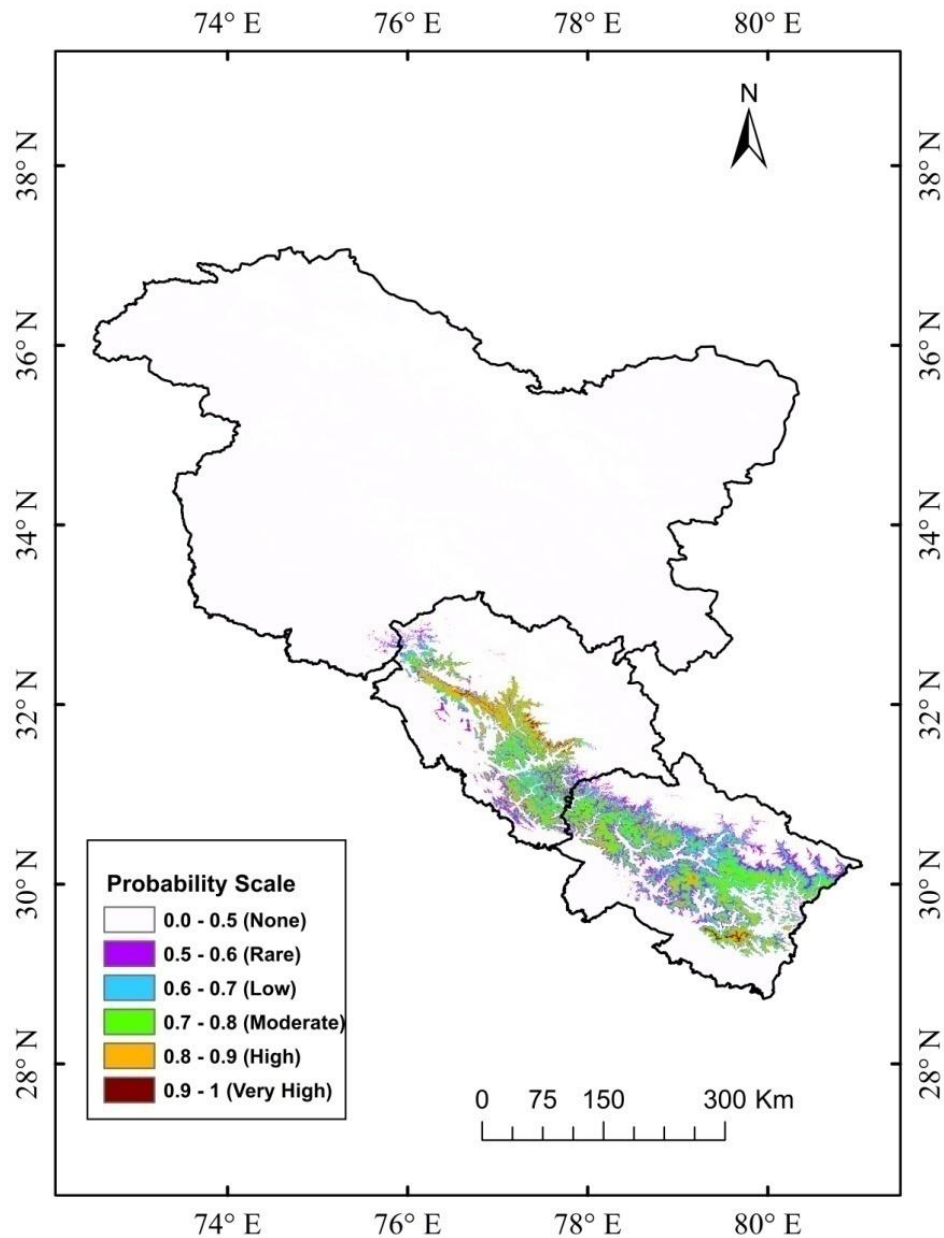 74° E 76° E 78° E 80° E
N
38° N 38° N
36° N 36° N
34° N 34° N
32° N 32° N
30° N 30° N
28° N 28° N
Probability Scale
0.0 - 0.5 (None)
0.5 - 0.6 (Rare)
0.6 - 0.7 (Low)
0.7 - 0.8 (Moderate)
0.8 - 0.9 (High)
0.9 - 1 (Very High)
0 75 150 300 Km
74° E 76° E 78° E 80° E